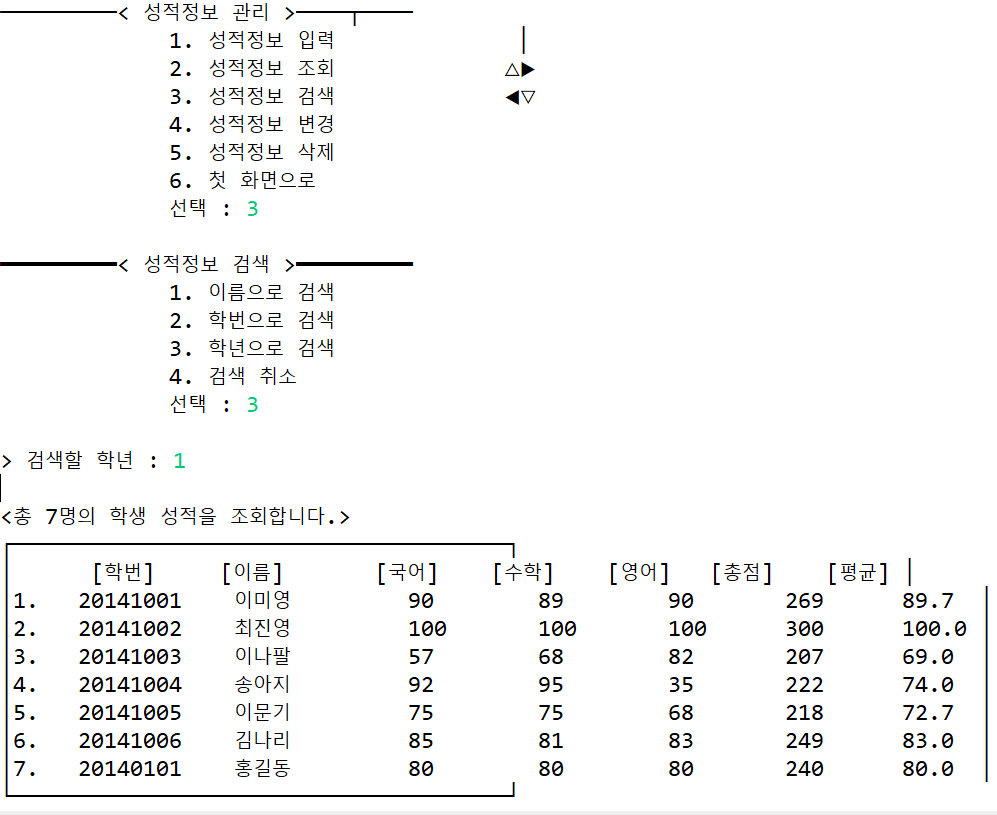 < 성적정보 관리 >
1. 성적정보 입력
2. 성적정보 조회 △▶
3. 성적정보 검색 ◀▽
4. 성적정보 변경
5. 성적정보 삭제
6. 첫 화면으로
선택 : 3
< 성적정보 검색 >
1. 이름으로 검색
2. 학번으로 검색
3. 학년으로 검색
4. 검색 취소
선택 : 3
> 검색할 학년 : 1
<총 7명의 학생 성적을 조회합니다.>
[학번] [이름] [국어] [수학] [영어] [총점] [평균]
1. 20141001 이미영 90 89 90 269 89.7
2. 20141002 최진영 100 100 100 300 100.0
3. 20141003 이나팔 57 68 82 207 69.0
4. 20141004 송아지 92 95 35 222 74.0
5. 20141005 이문기 75 75 68 218 72.7
6. 20141006 김나리 85 81 83 249 83.0
7. 20140101 홍길동 80 80 80 240 80.0